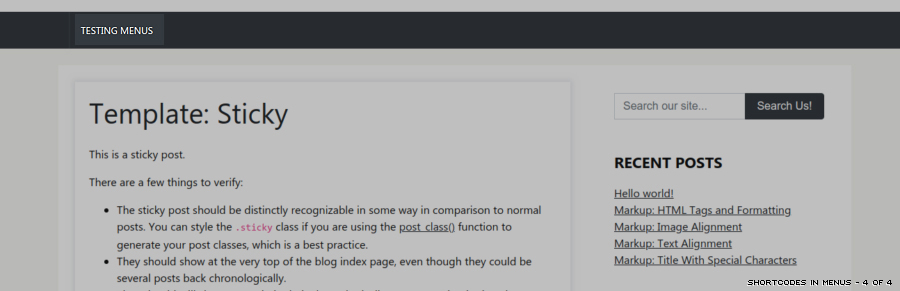 TESTING MENUS
Template: Sticky
This is a sticky post.
There are a few things to verify:
• The sticky post should be distinctly recognizable in some way in comparison to normal
posts. You can style the .sticky class if you are using the post_class() function to
generate your post classes, which is a best practice.
• They should show at the very top of the blog index page, even though they could be
several posts back chronologically.
Search our site...
Search Us!
RECENT POSTS
Hello world!
Markup: HTML Tags and Formatting
Markup: Image Alignment
Markup: Text Alignment
Markup: Title With Special Characters
SHORTCODES IN MENUS - 4 OF 4